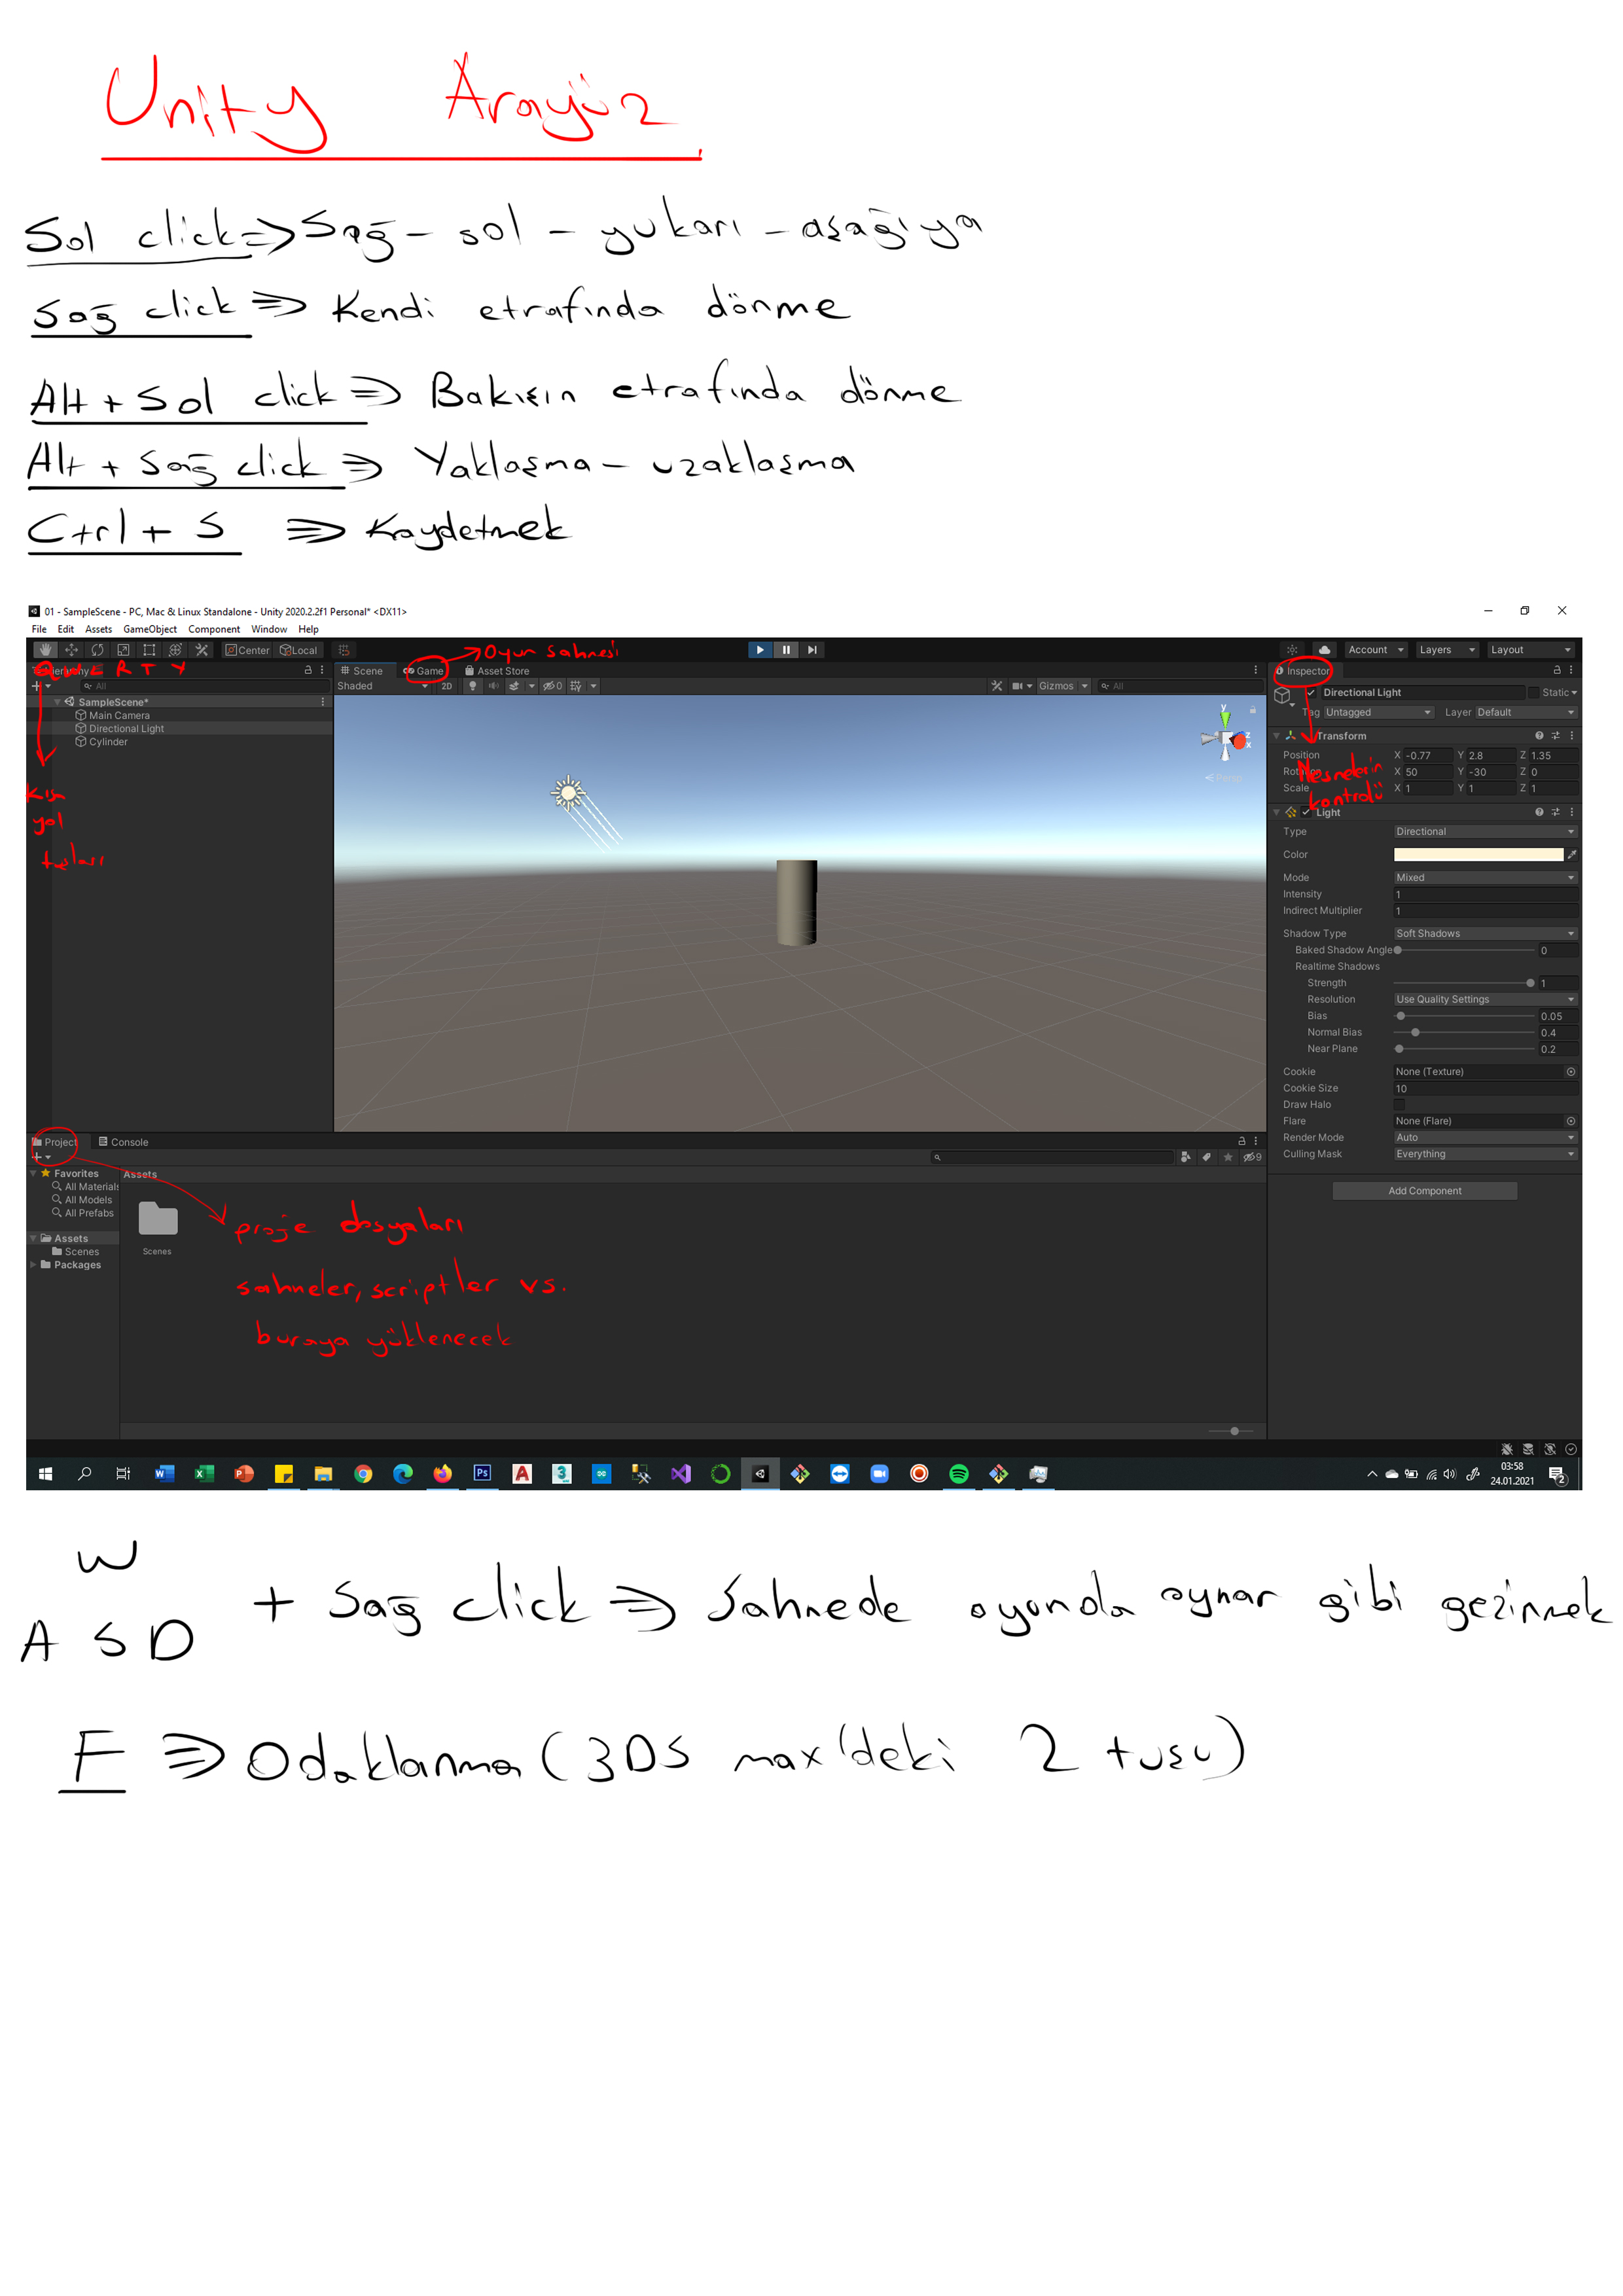 Unity Arayüz
Sol click => Sağ - sol - yukarı - aşağıya
Sağ click => Kendi etrafında dönme
Alt + Sol click => Bakışın etrafında dönme
Alt + Sağ click => Yaklaşma - uzaklaşma
Ctrl + S => Kaydetmek
01 - SampleScene - PC, Mac & Linux Standalone - Unity 2020.2.2f1 Personal* <DX11>
File Edit Assets GameObject Component Window Help
Center Local
Oyun sahnesi
Account Layers Layout
Q W E R T Y
Scene Game Asset Store
Inspector
All
Shaded 2D 0 Gizmos All
SampleScene*
Main Camera
Directional Light
Cylinder
Kısa
yol
tuşları
y
z
x
Persp
Directional Light Static
Tag Untagged Layer Default
Transform
Position X -0.77 Y 2.8 Z 1.35
X 50 Y -30 Z 0
Scale X 1 Y 1 Z 1
Nesnelerin
kontrolü
Light
Type Directional
Color
Mode Mixed
Intensity 1
Indirect Multiplier 1
Shadow Type Soft Shadows
Baked Shadow Angle 0
Realtime Shadows
Strength 1
Resolution Use Quality Settings
Bias 0.05
Normal Bias 0.4
Near Plane 0.2
Cookie None (Texture)
Cookie Size 10
Draw Halo
Flare None (Flare)
Render Mode Auto
Culling Mask Everything
Add Component
Project Console
9
Favorites
All Materials
All Models
All Prefabs
Assets
Scenes
Packages
Assets
Scenes
proje dosyaları
sahneler, scriptler vs.
buraya yüklenecek
03:58
24.01.2021
2
W
A S D + Sağ click => Sahnede oyunda oynar gibi gezinmek
F => Odaklanma (3DS max'deki Z tuşu)